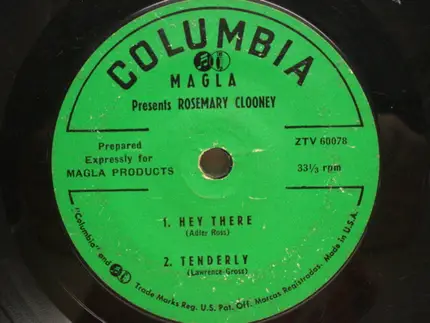 COLUMBIA
MAGLA
Presents ROSEMARY CLOONEY
Prepared
Expressly for
MAGLA PRODUCTS
ZTV 60078
33⅓ rpm
1. HEY THERE
(Adler Ross)
2. TENDERLY
(Lawrence-Gross)
"Columbia" and Trade Marks Reg. U.S. Pat. Off. Marcas Registradas. Made in U.S.A.